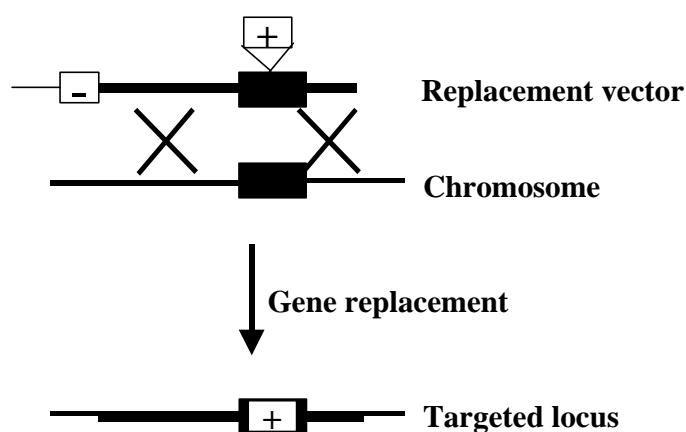 +
- Replacement vector
Chromosome
Gene replacement
+ Targeted locus